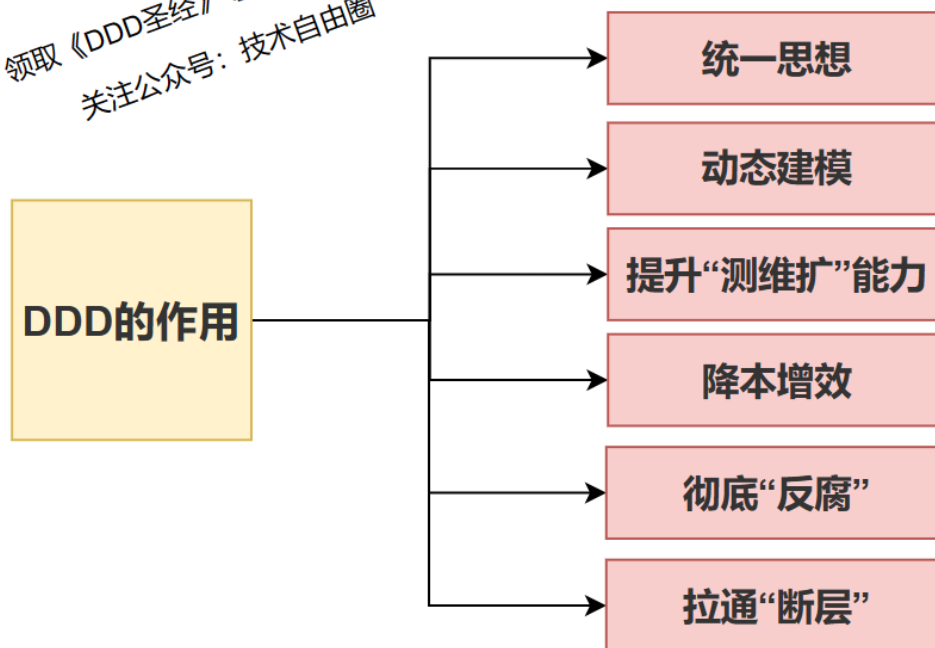 领取《DDD圣经》
关注公众号：技术自由圈
统一思想
动态建模
提升“测维扩”能力
DDD的作用
降本增效
彻底“反腐”
拉通“断层”